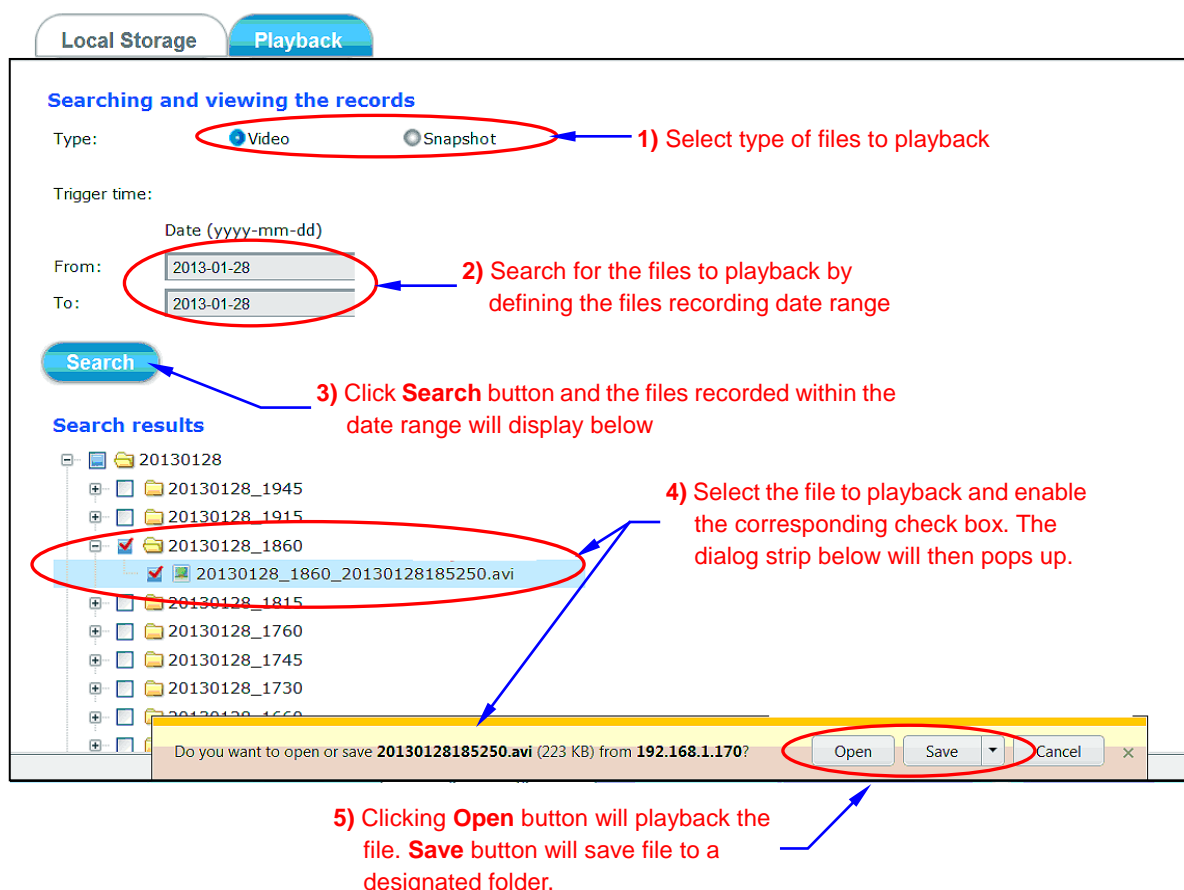 Local Storage
Playback
Searching and viewing the records
Type:
Video
Snapshot
1) Select type of files to playback
Trigger time:
Date (yyyy-mm-dd)
From:
2013-01-28
To:
2013-01-28
2) Search for the files to playback by
defining the files recording date range
Search
3) Click Search button and the files recorded within the
date range will display below
Search results
20130128
20130128_1945
20130128_1915
20130128_1860
20130128_1860_20130128185250.avi
20130128_1815
20130128_1760
20130128_1745
20130128_1730
4) Select the file to playback and enable
the corresponding check box. The
dialog strip below will then pops up.
Do you want to open or save 20130128185250.avi (223 KB) from 192.168.1.170?
Open
Save
Cancel
5) Clicking Open button will playback the
file. Save button will save file to a
designated folder.